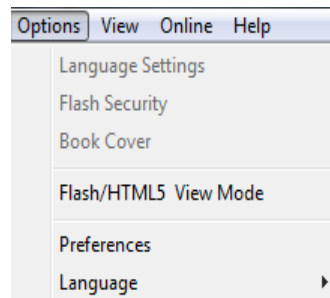 Options View Online Help
Language Settings
Flash Security
Book Cover
Flash/HTML5 View Mode
Preferences
Language